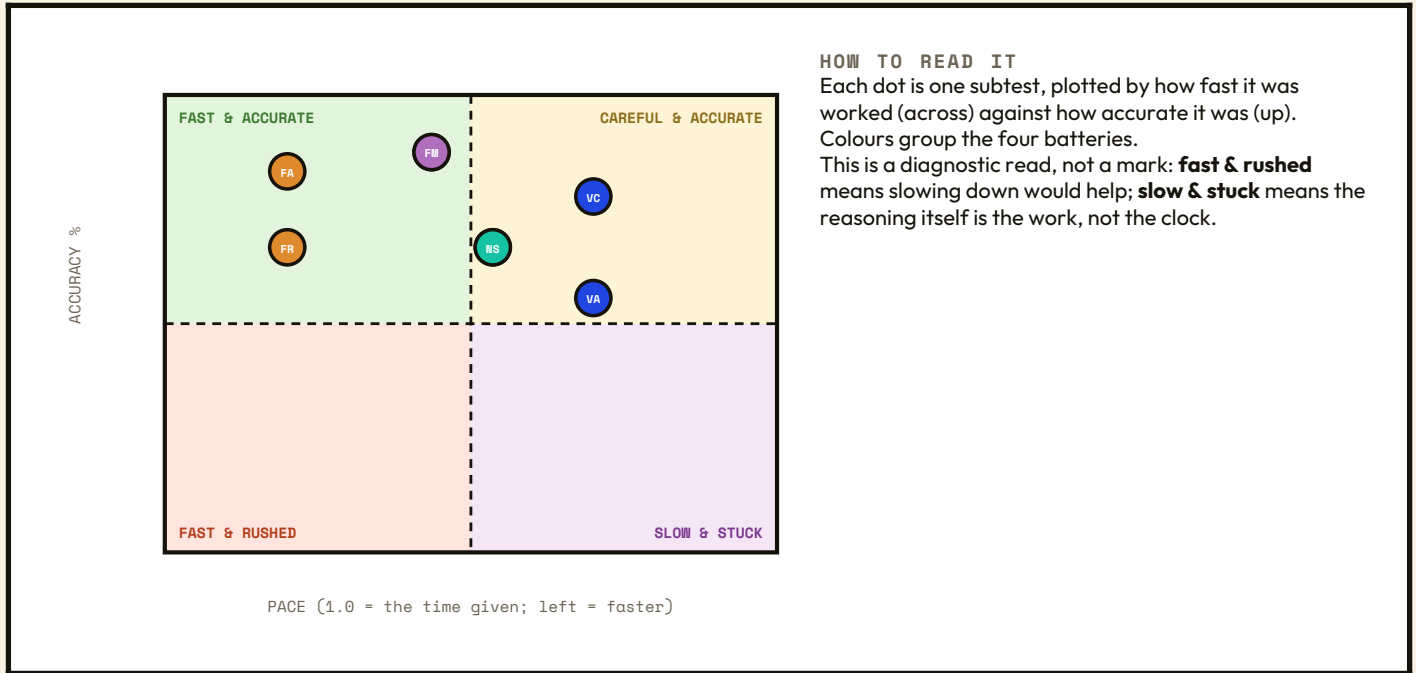 HOW TO READ IT
Each dot is one subtest, plotted by how fast it was
worked (across) against how accurate it was (up).
Colours group the four batteries.
This is a diagnostic read, not a mark: fast & rushed
means slowing down would help; slow & stuck means the
reasoning itself is the work, not the clock.
FAST & ACCURATE
CAREFUL & ACCURATE
FM
FA
VC
FR
NS
VA
ACCURACY %
FAST & RUSHED
SLOW & STUCK
PACE (1.0 = the time given; left = faster)